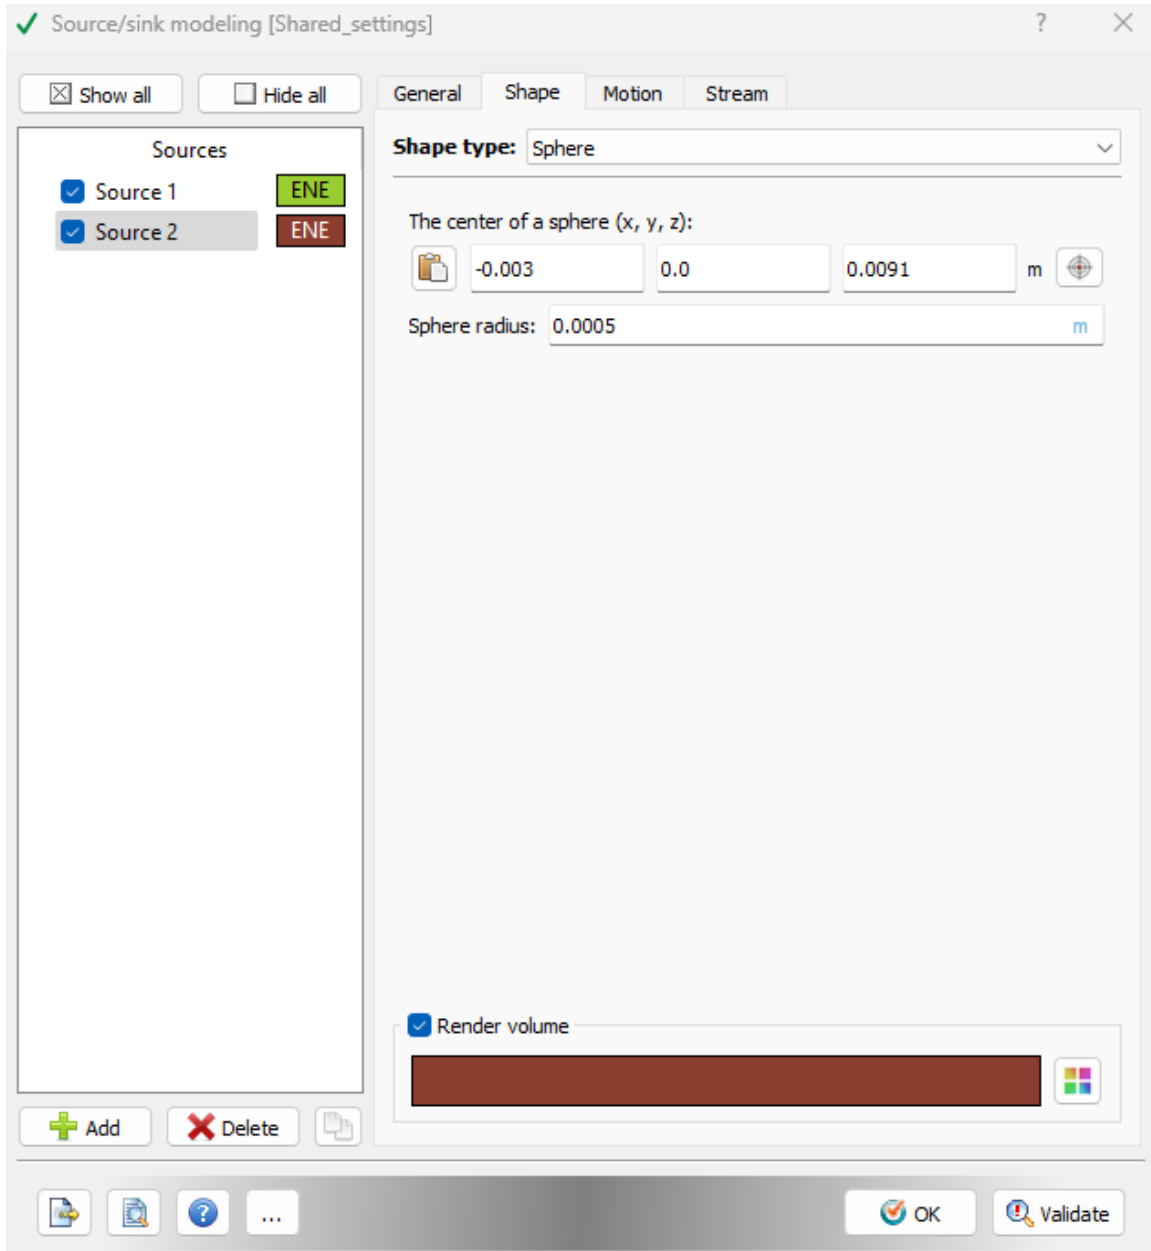 Source/sink modeling [Shared_settings]
?
Show all
Hide all
General
Shape
Motion
Stream
Sources
Source 1
ENE
Source 2
ENE
Shape type:
Sphere
The center of a sphere (x, y, z):
-0.003
0.0
0.0091
m
Sphere radius:
0.0005
m
Render volume
Add
Delete
?
...
OK
Validate